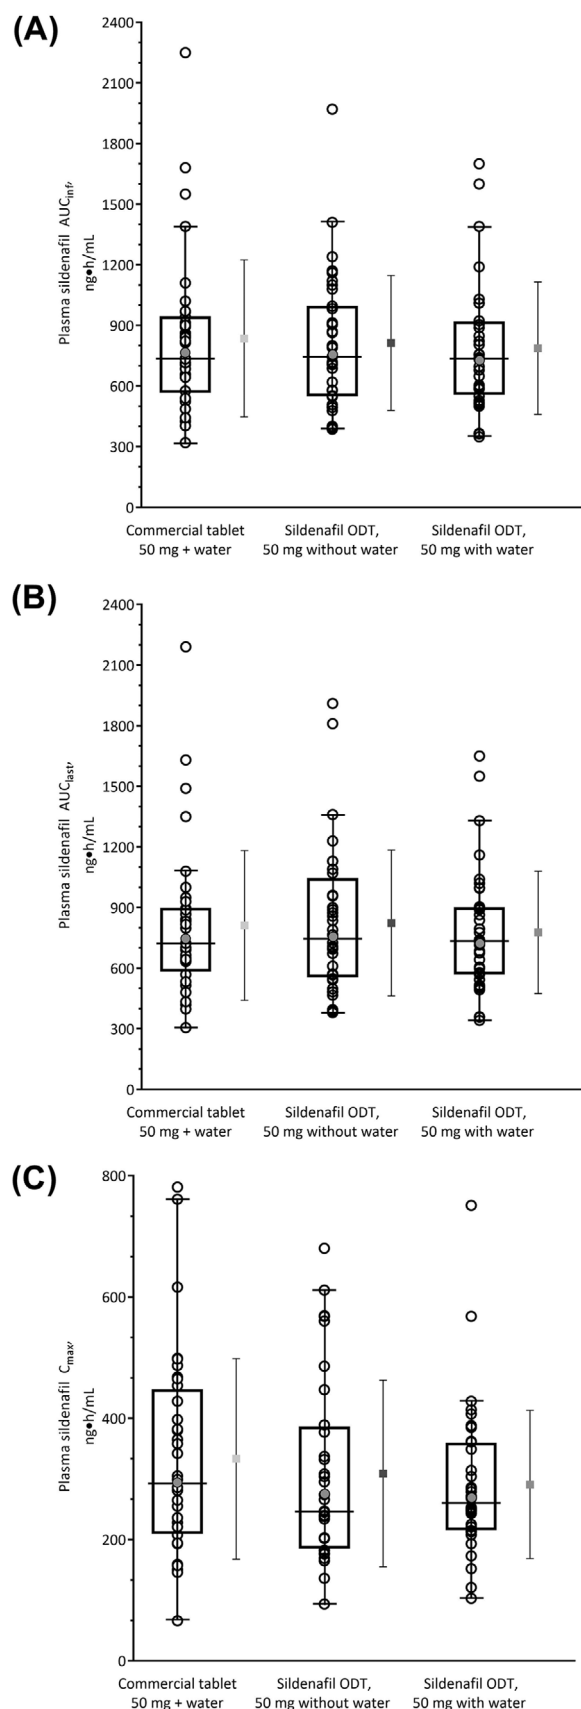 (A)
2400
2100
1800
1500
1200
900
600
300
0
Plasma sildenafil AUCinf,
ng•h/mL
Commercial tablet
50 mg + water
Sildenafil ODT,
50 mg without water
Sildenafil ODT,
50 mg with water
(B)
2400
2100
1800
1500
1200
900
600
300
0
Plasma sildenafil AUClast,
ng•h/mL
Commercial tablet
50 mg + water
Sildenafil ODT,
50 mg without water
Sildenafil ODT,
50 mg with water
(C)
800
600
400
200
0
Plasma sildenafil Cmax,
ng•h/mL
Commercial tablet
50 mg + water
Sildenafil ODT,
50 mg without water
Sildenafil ODT,
50 mg with water